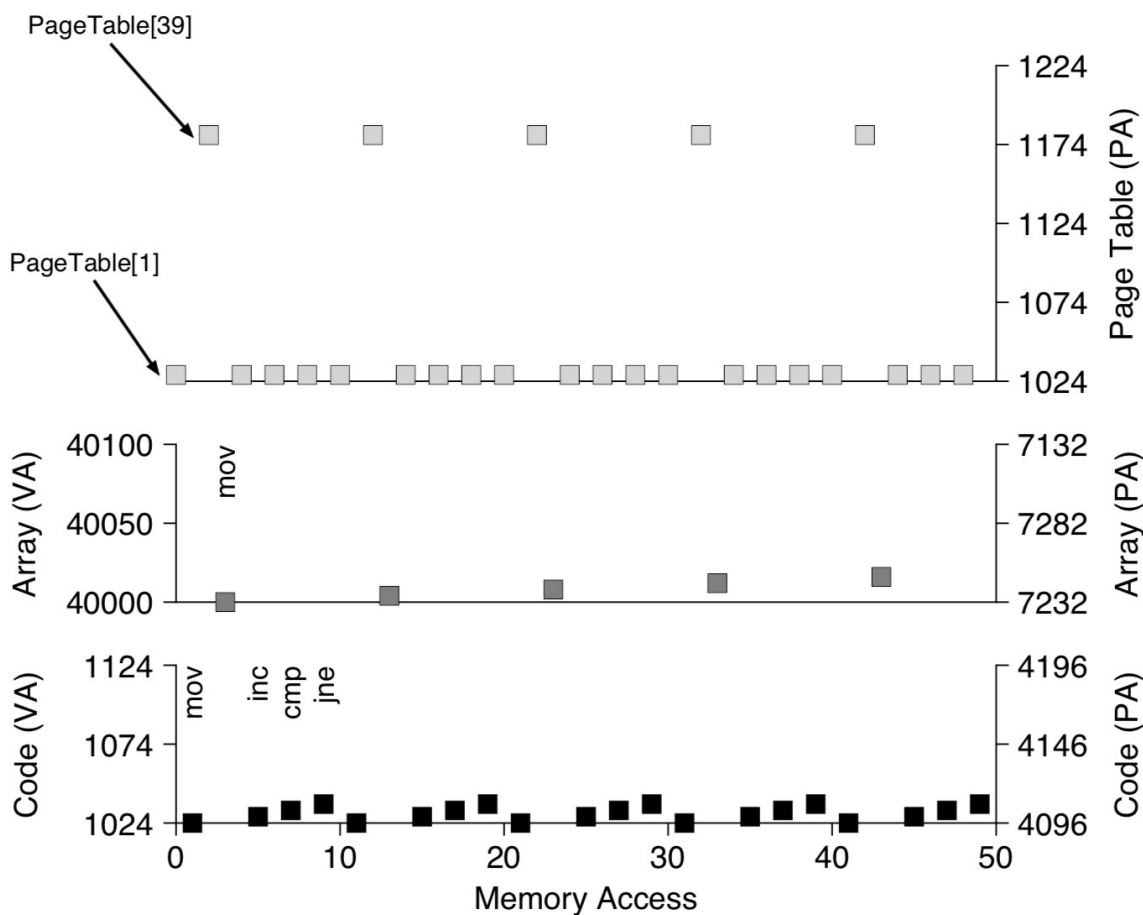 PageTable[39]
PageTable[1]
1224
1174
1124
1074
1024
Page Table (PA)
40100
40050
40000
Array (VA)
mov
7132
7282
7232
Array (PA)
1124
1074
1024
Code (VA)
mov
inc
cmp
jne
4196
4146
4096
Code (PA)
0
10
20
30
40
50
Memory Access